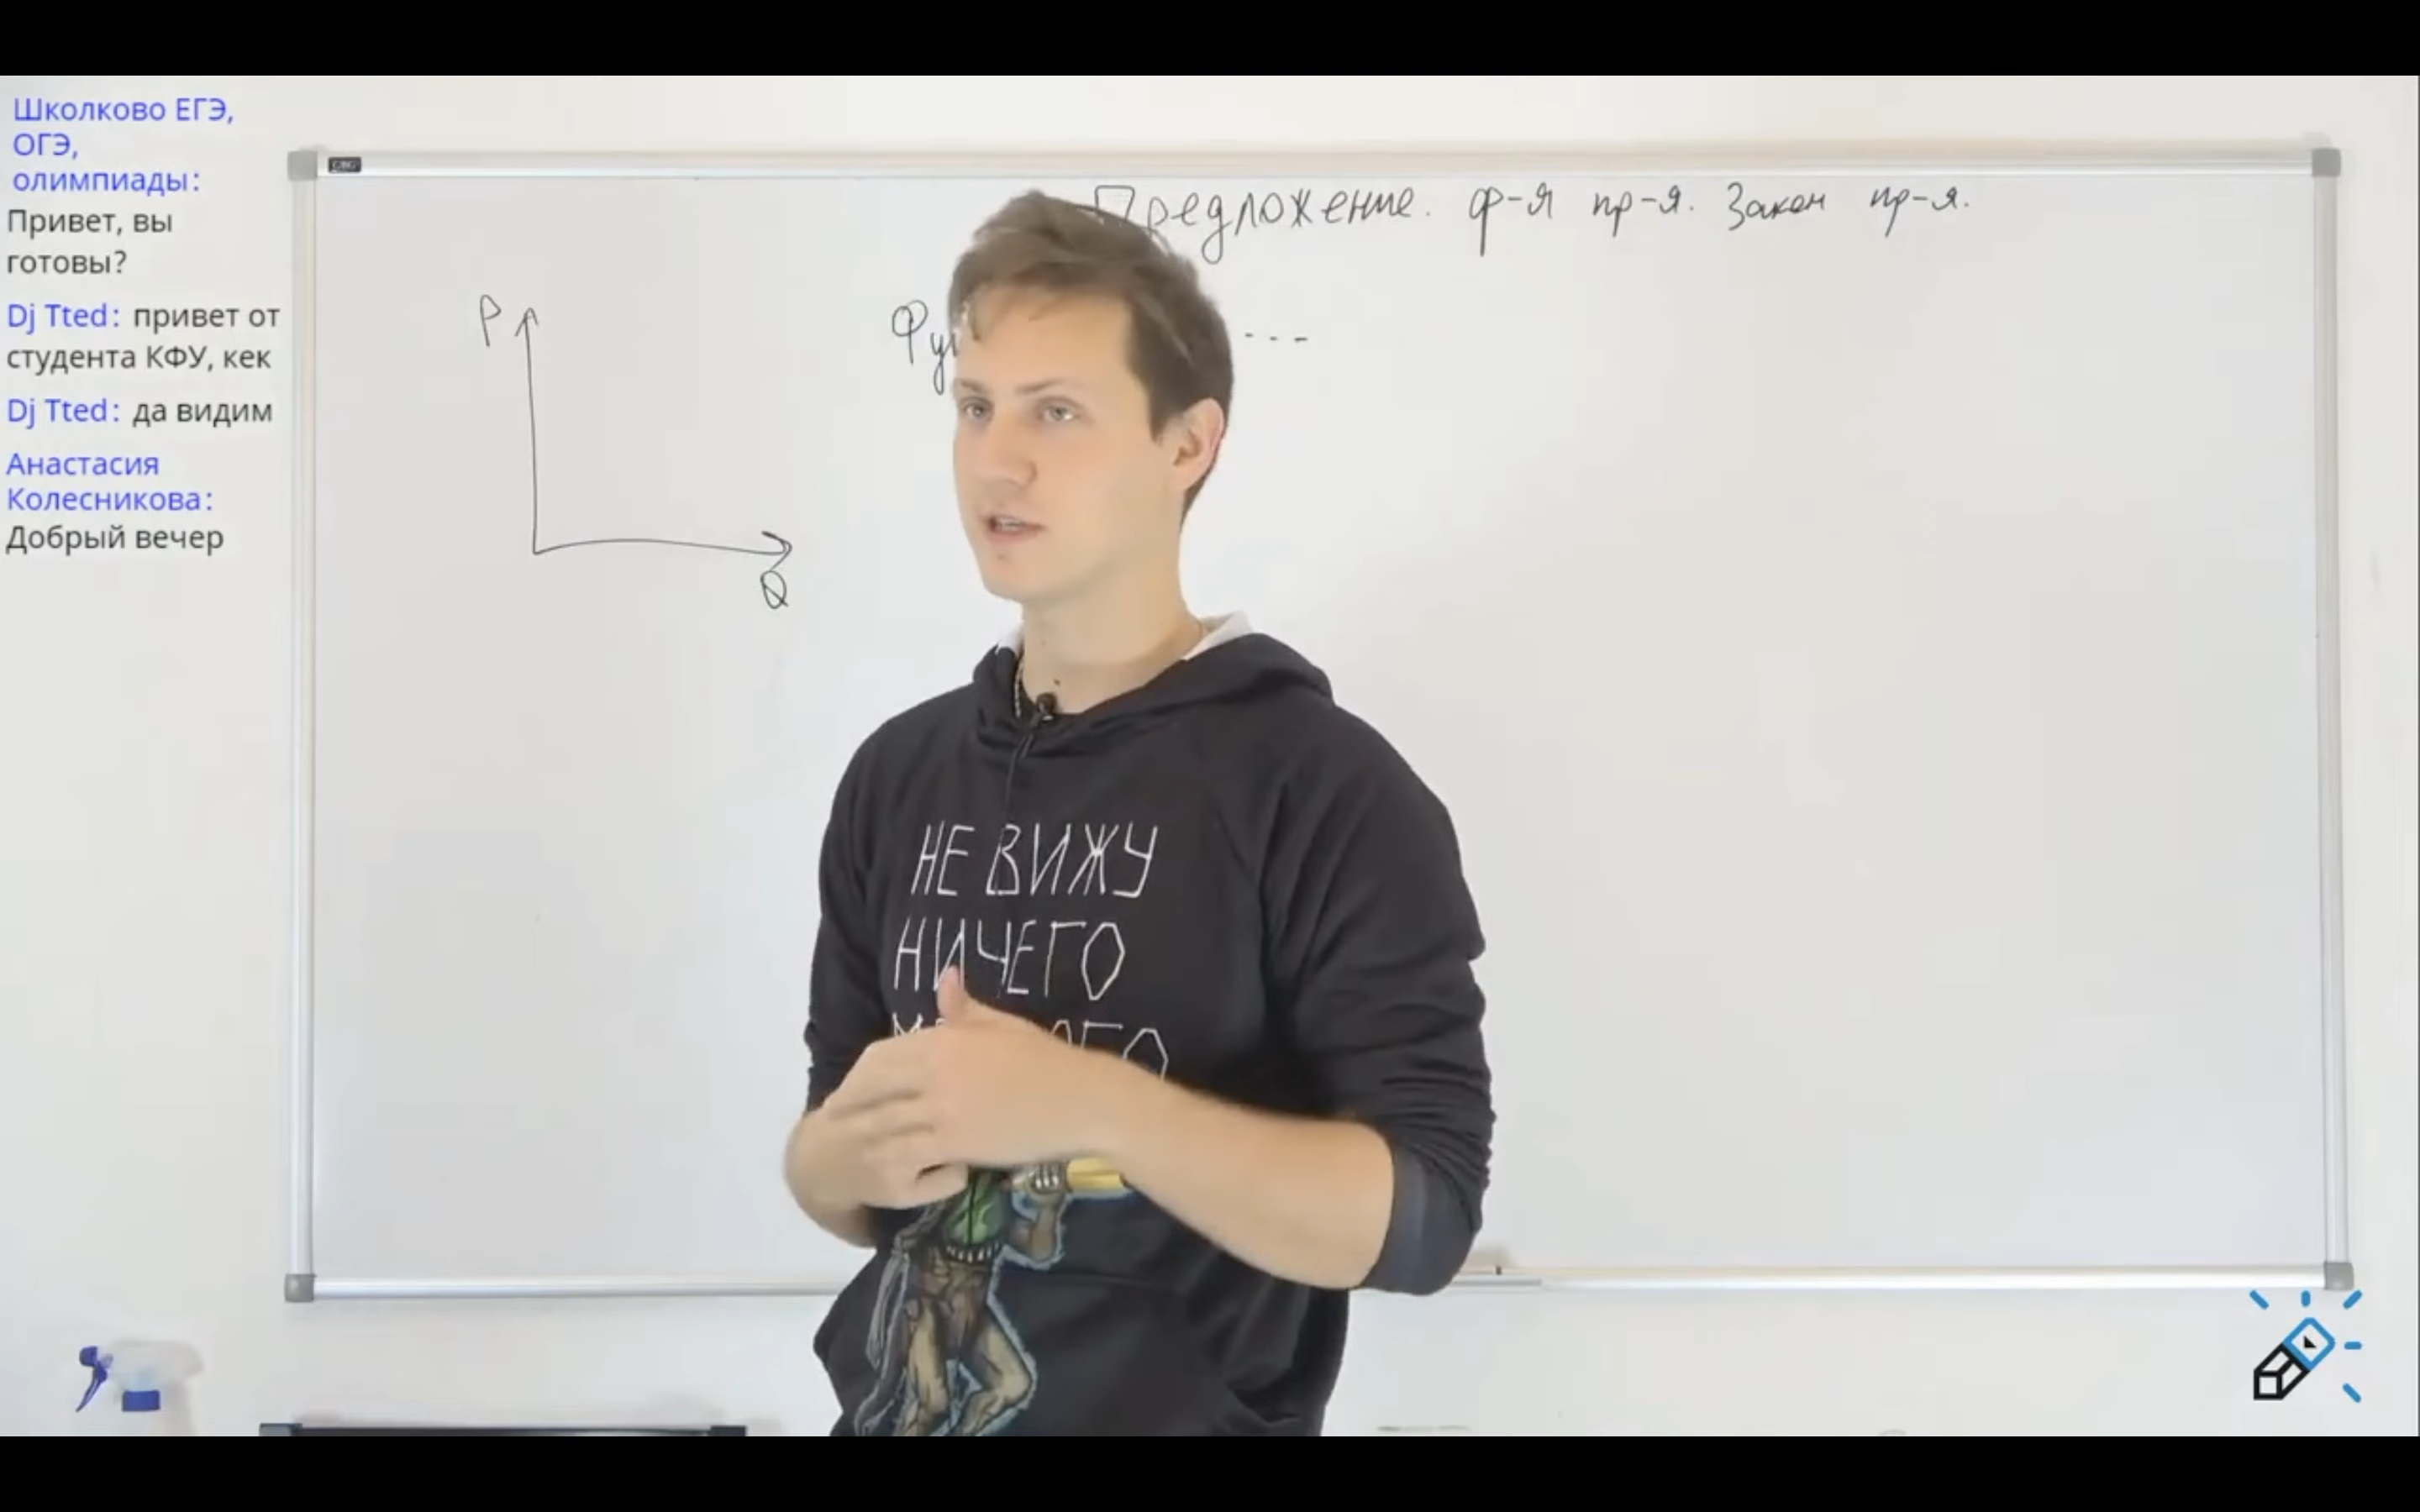 Школково ЕГЭ,
ОГЭ,
олимпиады:
Привет, вы
готовы?
Dj Tted: привет от
студента КФУ, кек
Dj Tted: да видим
Анастасия
Колесникова:
Добрый вечер
Предложение. ф-я пр-я. Закон пр-я.
P
---
Q
НЕ ВИЖУ
НИЧЕГО